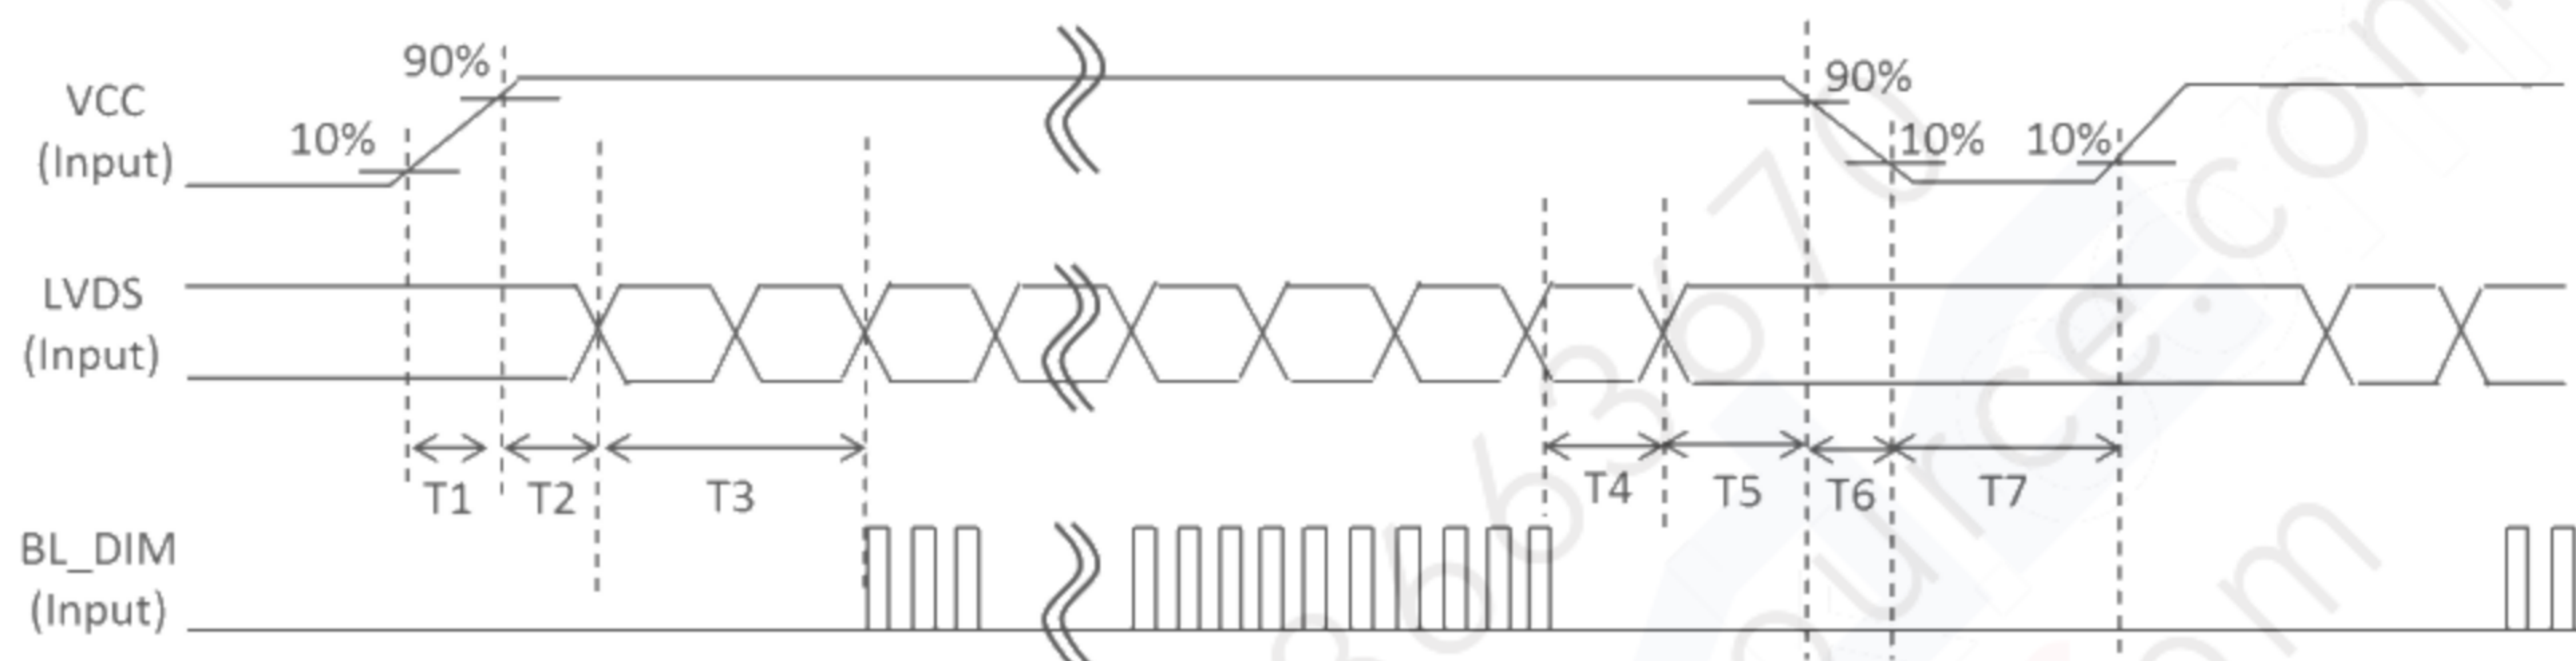 90%
VCC
(Input)
10%
90%
10%
10%
LVDS
(Input)
T1
T2
T3
T4
T5
T6
T7
BL_DIM
(Input)